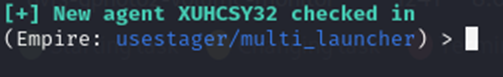 [+] New agent XUHCSY32 checked in
(Empire: usestager/multi_launcher) >